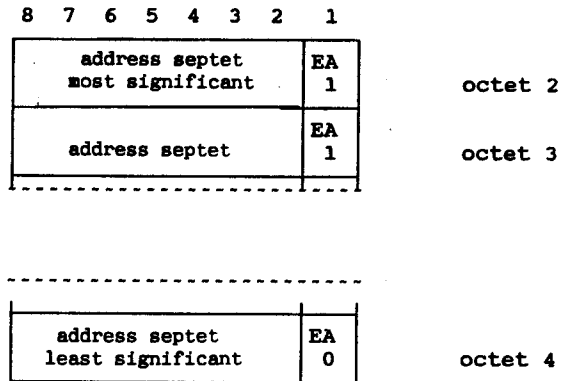 8 7 6 5 4 3 2 1
address septet EA
most significant 1 octet 2
EA
address septet 1 octet 3
address septet EA
least significant 0 octet 4